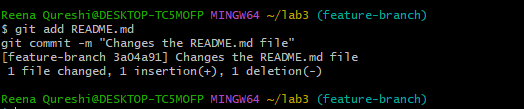 Reena Qureshi@DESKTOP-TC5MOFP MINGW64 ~/lab3 (feature-branch)
$ git add README.md
git commit -m "Changes the README.md file"
[feature-branch 3a04a91] Changes the README.md file
 1 file changed, 1 insertion(+), 1 deletion(-)

Reena Qureshi@DESKTOP-TC5MOFP MINGW64 ~/lab3 (feature-branch)